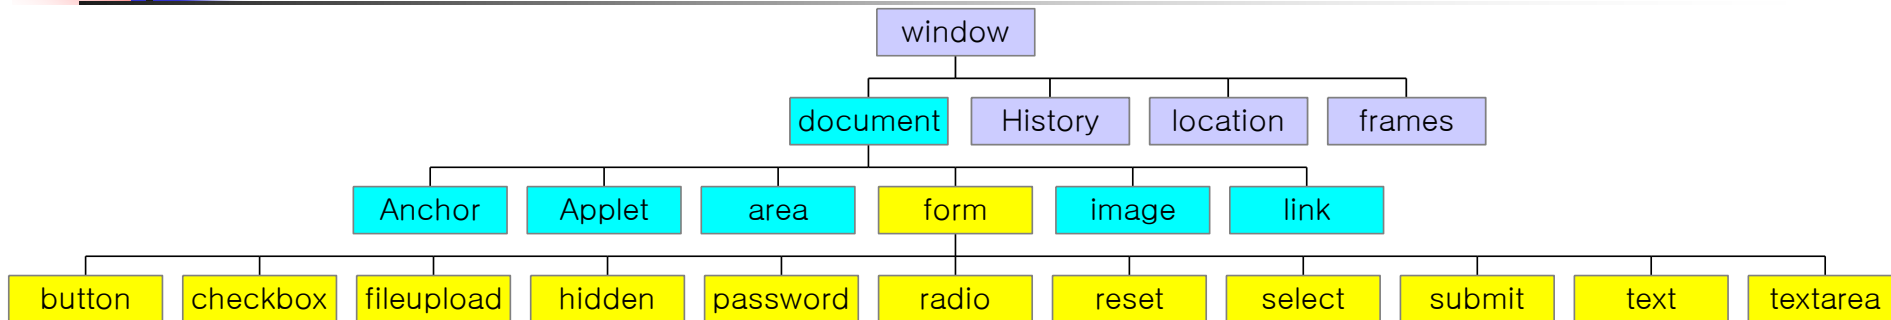 window
document History location frames
Anchor Applet area form image link
button checkbox fileupload hidden password radio reset select submit text textarea